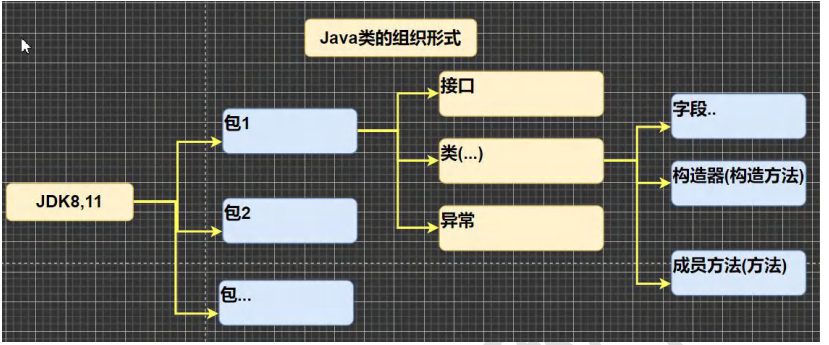 Java类的组织形式
JDK8,11
包1
包2
包...
接口
类(...)
异常
字段..
构造器(构造方法)
成员方法(方法)